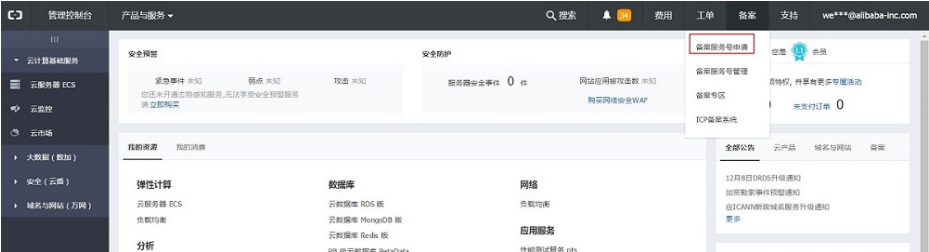 管理控制台 产品与服务 搜索 34 费用 工单 备案 支持 we***@alibaba-inc.com
云计算基础服务
云服务器 ECS
云监控
云市场
大数据（数加）
安全（云盾）
域名与网站（万网）
安全预警
紧急事件 未知 弱点 未知 攻击 未知
您还未开通态势感知服务,无法享受安全预警服务
请 立即购买
安全防护
服务器安全事件 0 件 网站应用被攻击数 未知
购买网络安全WAF
备案服务号申请
备案服务号管理
备案专区
ICP备案系统
您是 会员
特权, 并享有更多专属活动
未支付订单 0
我的资源 我的消费
弹性计算
云服务器 ECS
负载均衡
分析
数据库
云数据库 RDS 版
云数据库 MongoDB 版
云数据库 Redis 版
PB 级云数据库 PetaData
网络
负载均衡
应用服务
性能测试服务 pts
全部公告 云产品 域名与网站 备案
12月8日DRDS升级通知
加密勒索事件预警通知
应ICANN新政域名服务升级通知
更多